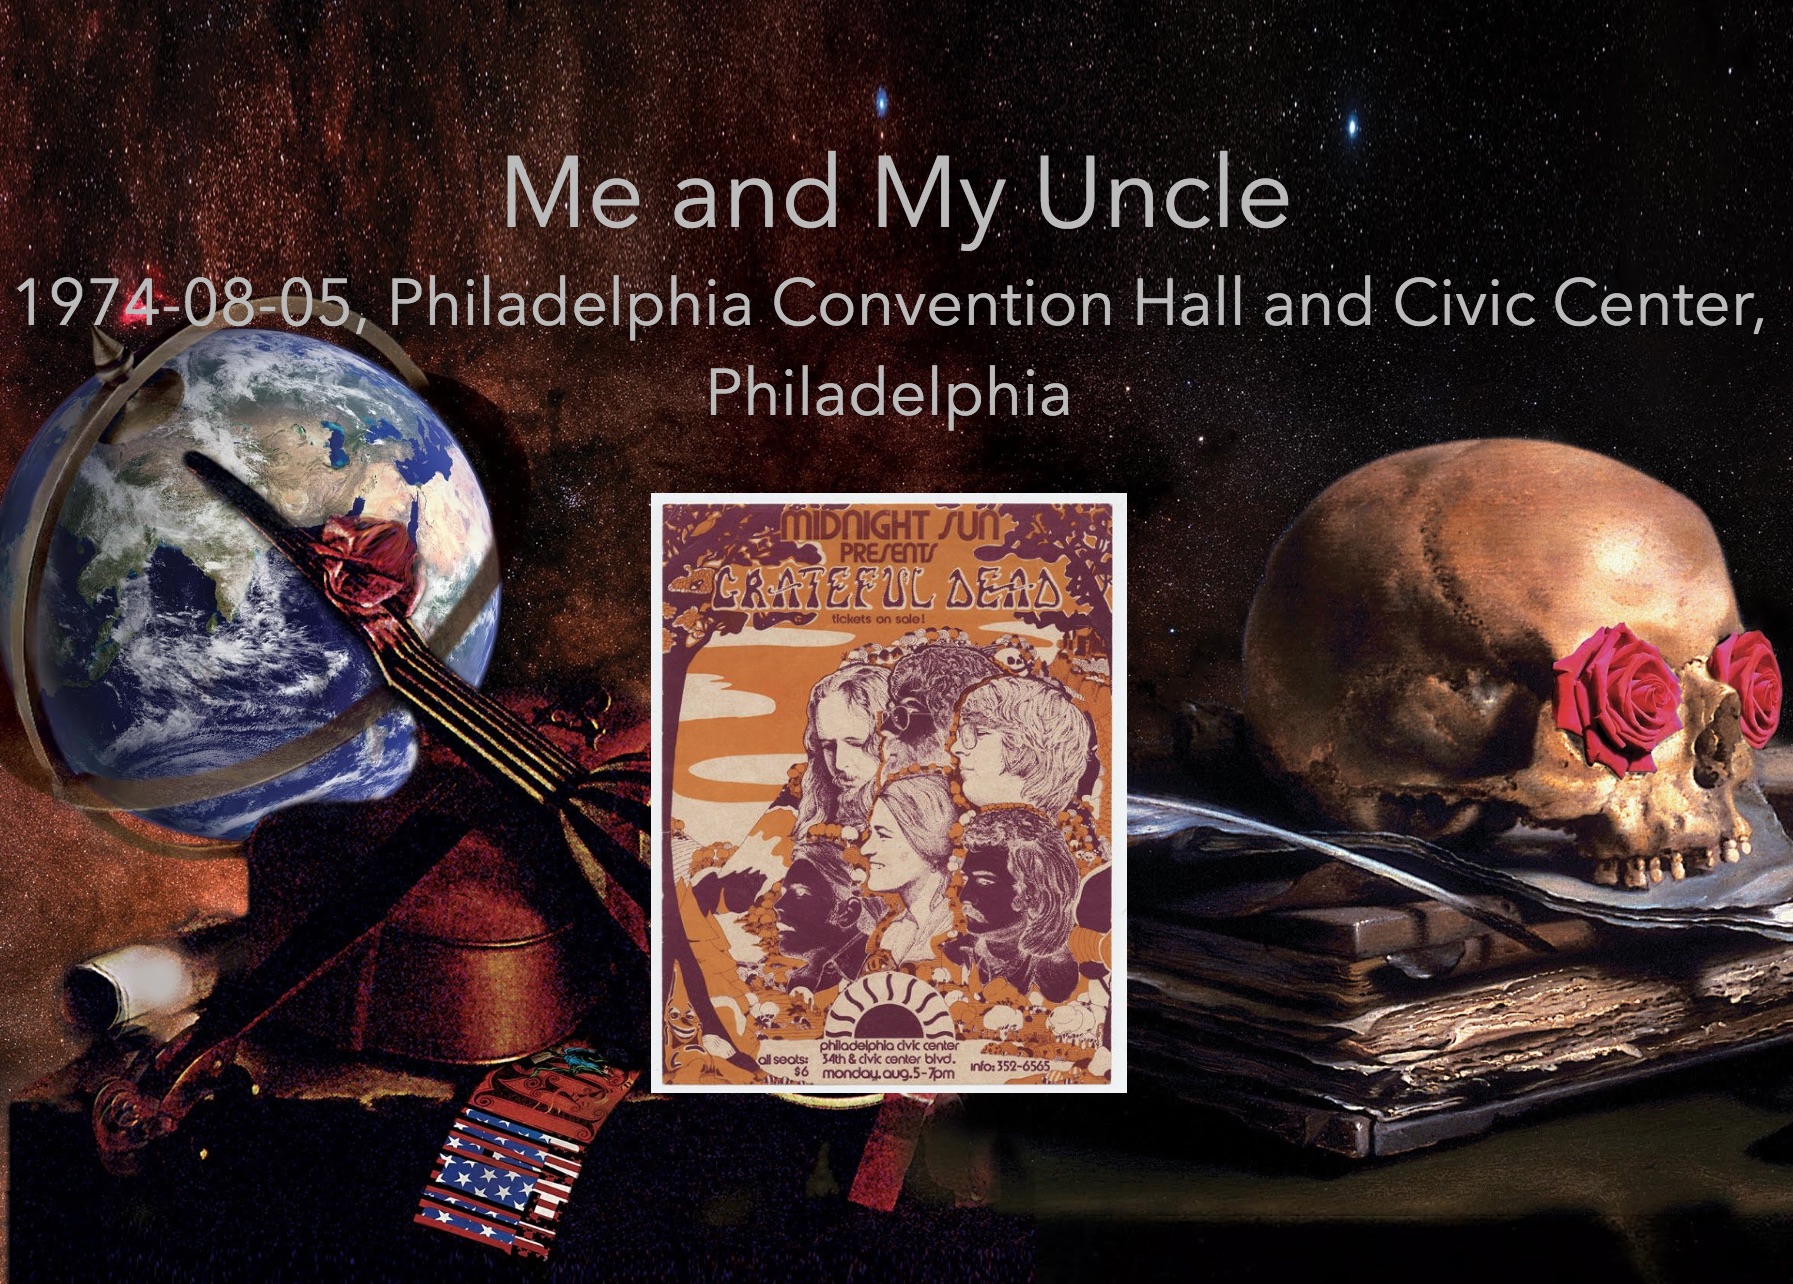 Me and My Uncle
1974-08-05, Philadelphia Convention Hall and Civic Center,
Philadelphia
MIDNIGHT SUN
PRESENTS
GRATEFUL DEAD
tickets on sale!
philadelphia civic center
all seats: 34th & civic center blvd. info: 352-6565
$6 monday, aug. 5 - 7pm